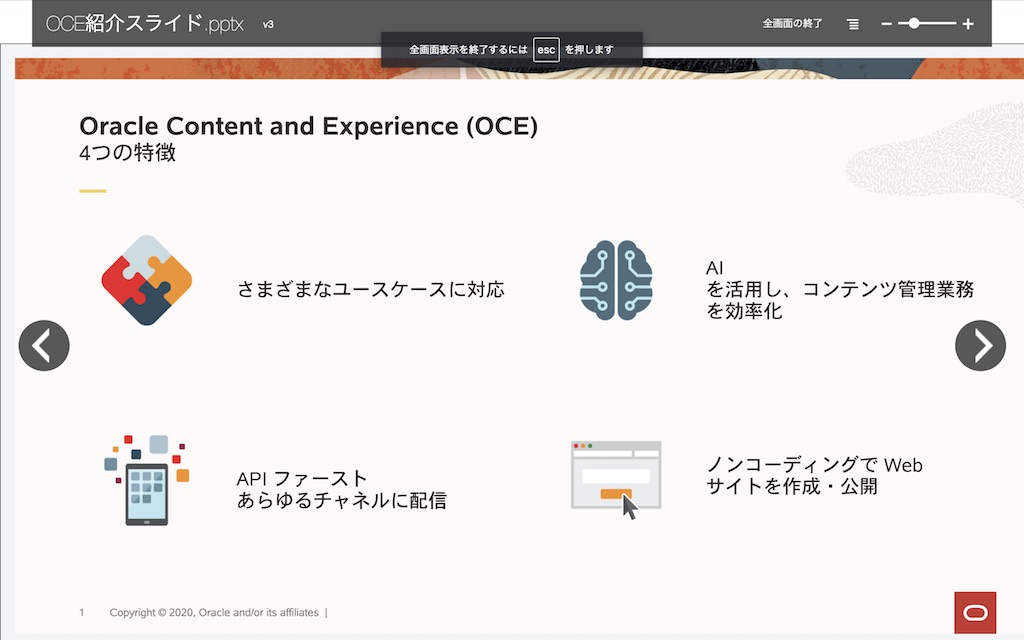 OCE紹介スライド.pptx v3
全画面の終了
全画面表示を終了するには esc を押します
Oracle Content and Experience (OCE)
4つの特徴
さまざまなユースケースに対応
AI
を活用し、コンテンツ管理業務
を効率化
API ファースト
あらゆるチャネルに配信
ノンコーディングで Web
サイトを作成・公開
1 Copyright © 2020, Oracle and/or its affiliates |